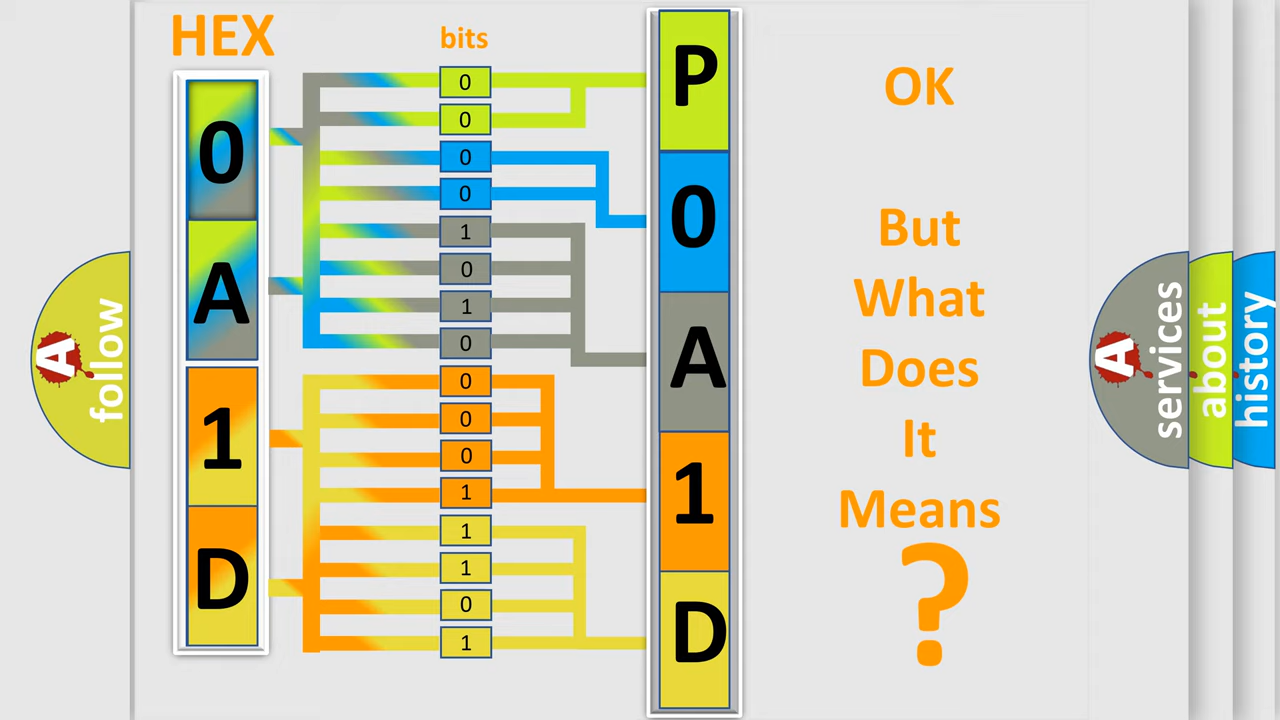 HEX
bits
0
A
1
D
0
0
0
0
1
0
1
0
0
0
0
1
1
1
0
1
P
0
A
1
D
OK
But
What
Does
It
Means
?
A
follow
A
services
about
history